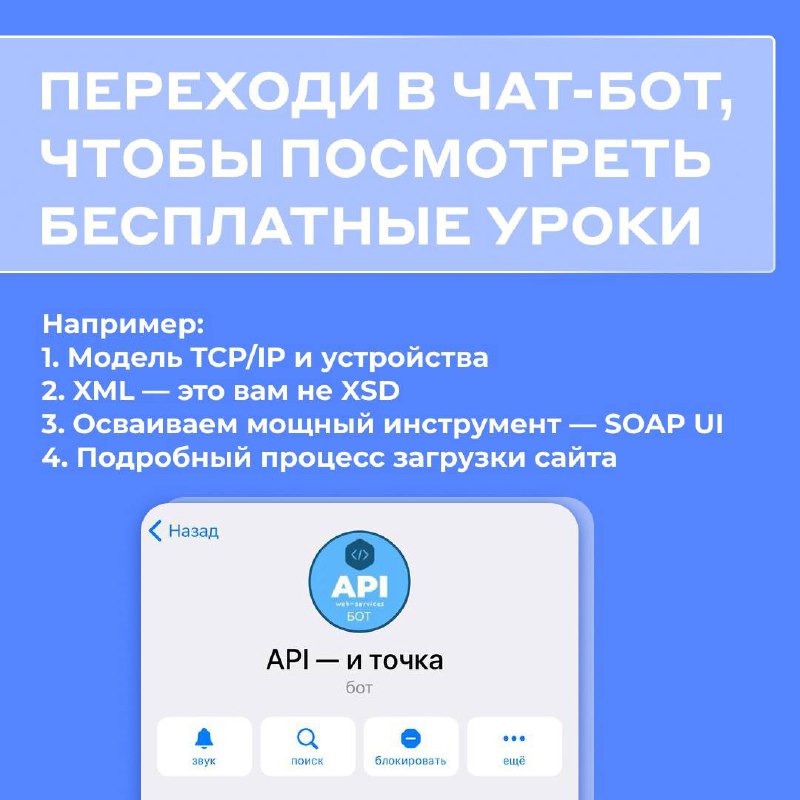 ПЕРЕХОДИ В ЧАТ-БОТ,
ЧТОБЫ ПОСМОТРЕТЬ
БЕСПЛАТНЫЕ УРОКИ
Например:
1. Модель TCP/IP и устройства
2. XML — это вам не XSD
3. Осваиваем мощный инструмент — SOAP UI
4. Подробный процесс загрузки сайта
Назад
</>
API
web-services
БОТ
API — и точка
бот
звук
поиск
блокировать
ещё